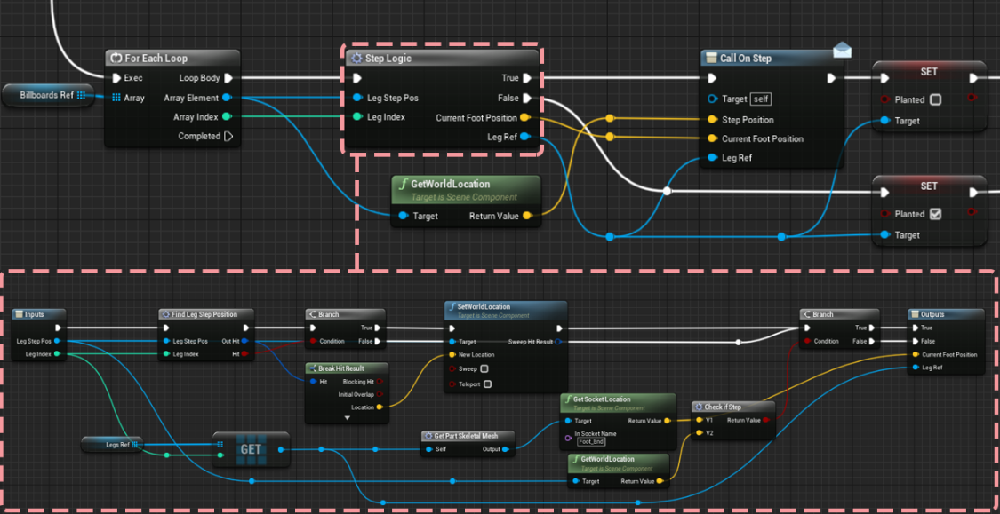 For Each Loop
Exec
Loop Body
Billboards Ref
Array
Array Element
Array Index
Completed
Step Logic
True
Leg Step Pos
False
Leg Index
Current Foot Position
Leg Ref
GetWorldLocation
Target is Scene Component
Target
Return Value
Call On Step
Target self
Step Position
Current Foot Position
Leg Ref
SET
Planted
Target
SET
Planted
Target
Inputs
Leg Step Pos
Leg Index
Find Leg Step Position
Leg Step Pos
Out Hit
Leg Index
Hit
Branch
True
Condition
False
Break Hit Result
Hit
Blocking Hit
Initial Overlap
Location
SetWorldLocation
Target is Scene Component
Target
Sweep Hit Result
New Location
Sweep
Teleport
Legs Ref
GET
Get Part Skeletal Mesh
Self
Output
Get Socket Location
Target is Scene Component
Target
Return Value
In Socket Name
Foot_End
GetWorldLocation
Target is Scene Component
Target
Return Value
Check if Step
V1
Return Value
V2
Branch
True
Condition
False
Outputs
True
False
Current Foot Position
Leg Ref